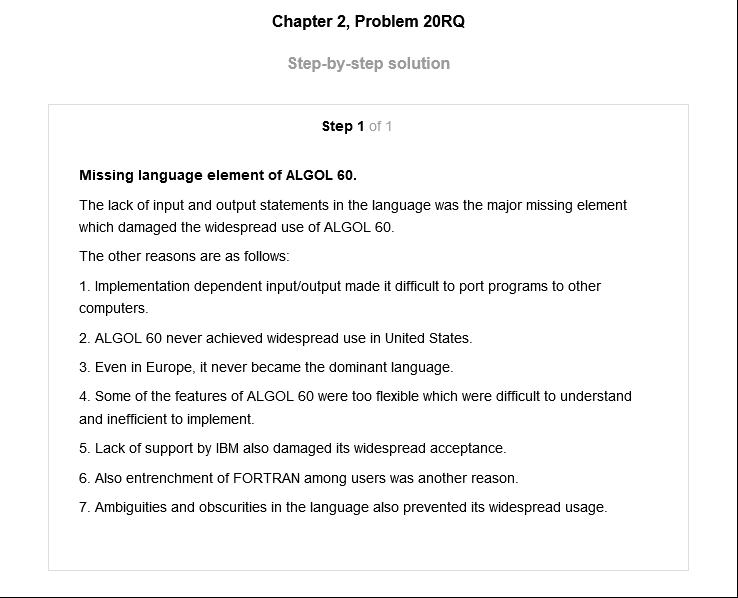 Chapter 2, Problem 20RQ
Step-by-step solution
Step 1 of 1
Missing language element of ALGOL 60.
The lack of input and output statements in the language was the major missing element
which damaged the widespread use of ALGOL 60.
The other reasons are as follows:
1. Implementation dependent input/output made it difficult to port programs to other
computers.
2. ALGOL 60 never achieved widespread use in United States.
3. Even in Europe, it never became the dominant language.
4. Some of the features of ALGOL 60 were too flexible which were difficult to understand
and inefficient to implement.
5. Lack of support by IBM also damaged its widespread acceptance.
6. Also entrenchment of FORTRAN among users was another reason.
7. Ambiguities and obscurities in the language also prevented its widespread usage.